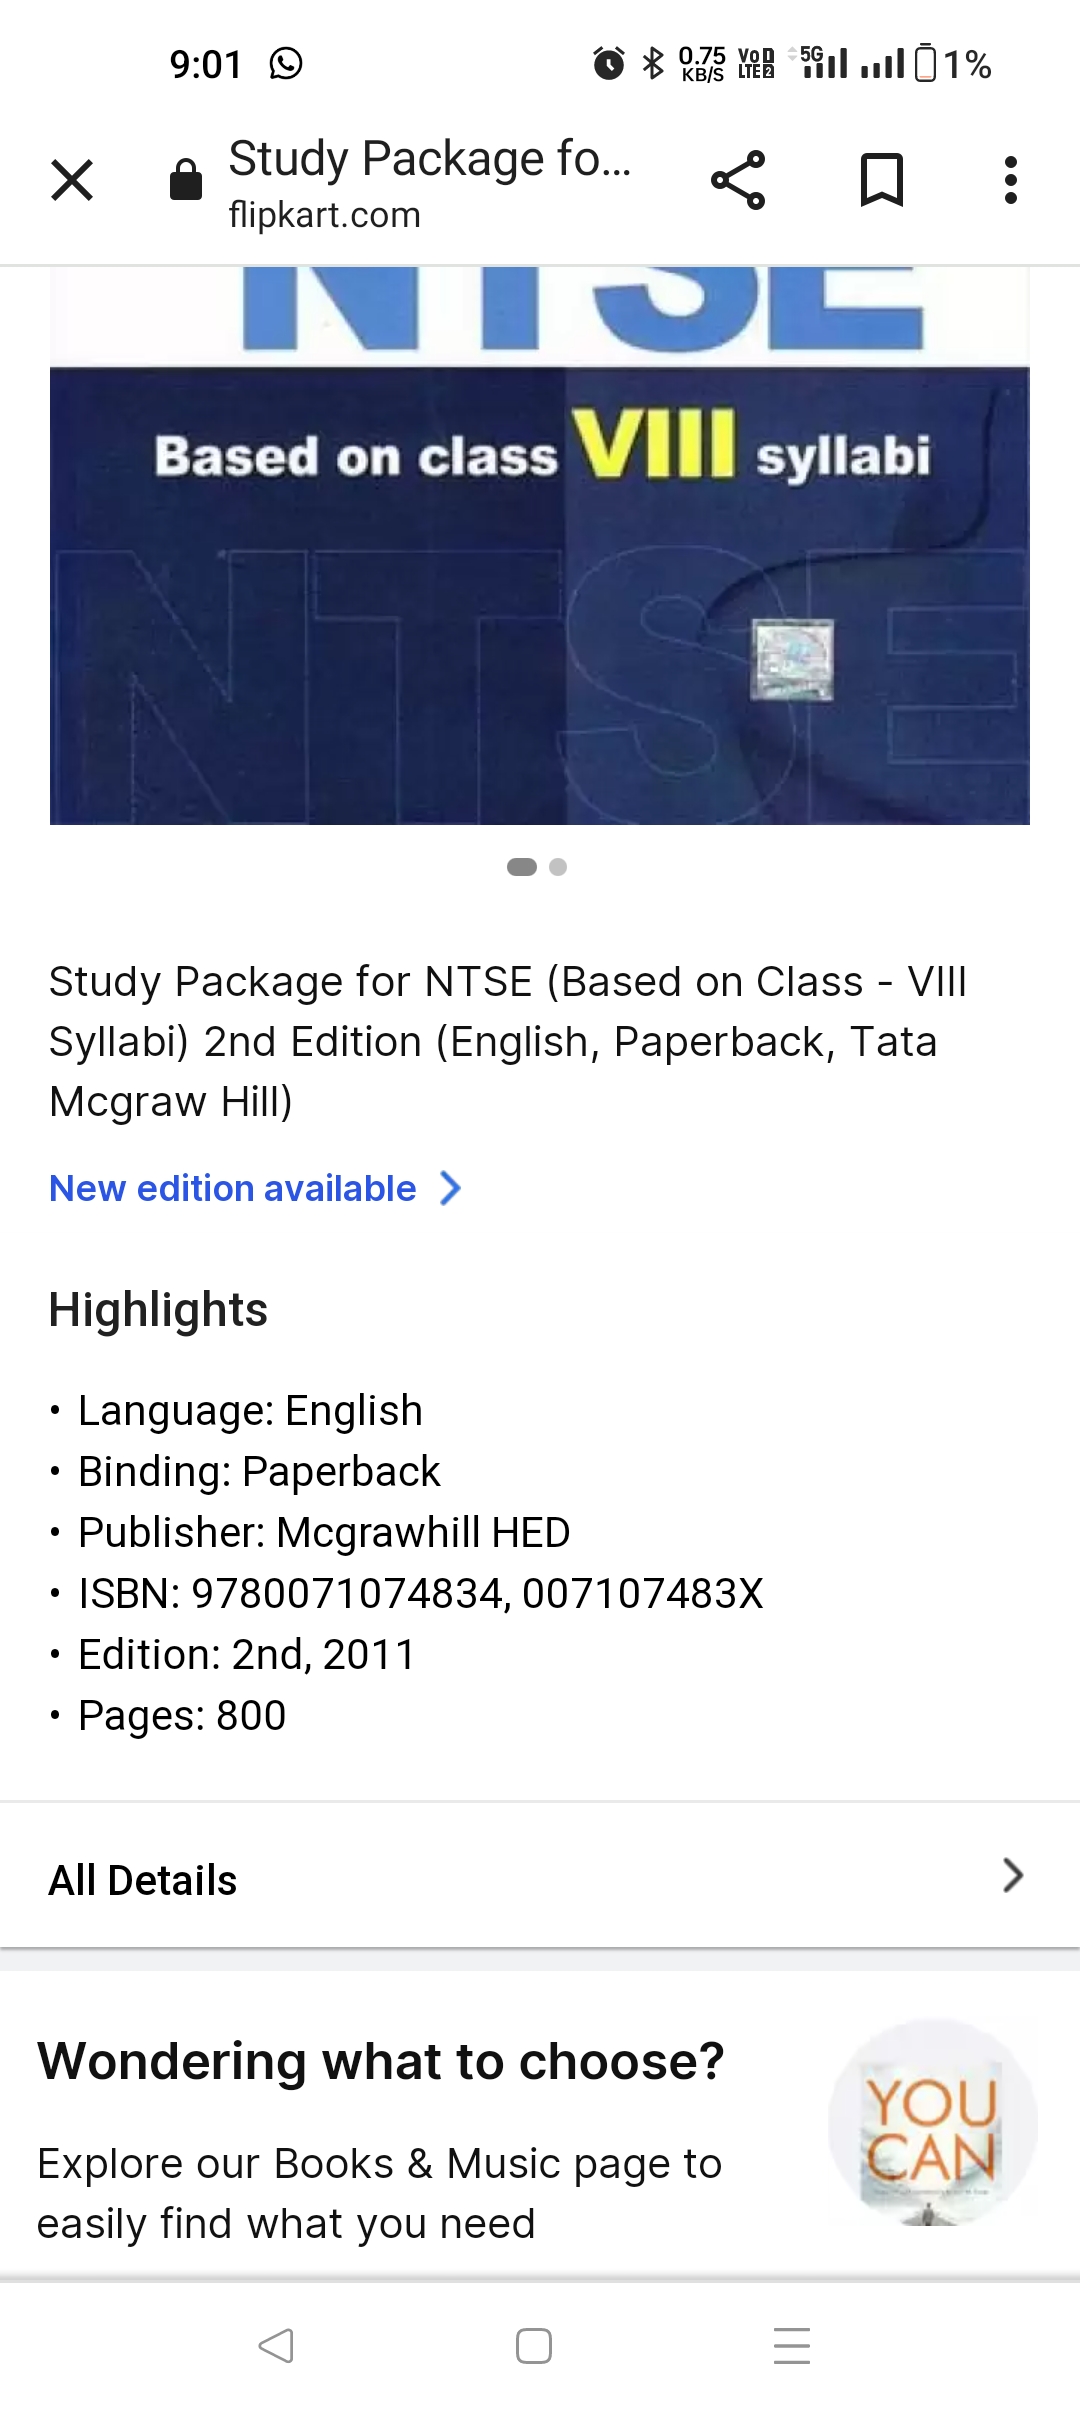 9:01 0.75 KB/S VoD LTE2 5G 1%
Study Package fo...
flipkart.com
NTSE
Based on class VIII syllabi
NTSE
Study Package for NTSE (Based on Class - VIII
Syllabi) 2nd Edition (English, Paperback, Tata
Mcgraw Hill)
New edition available
Highlights
• Language: English
• Binding: Paperback
• Publisher: Mcgrawhill HED
• ISBN: 9780071074834, 007107483X
• Edition: 2nd, 2011
• Pages: 800
All Details
Wondering what to choose?
Explore our Books & Music page to
easily find what you need
YOU
CAN